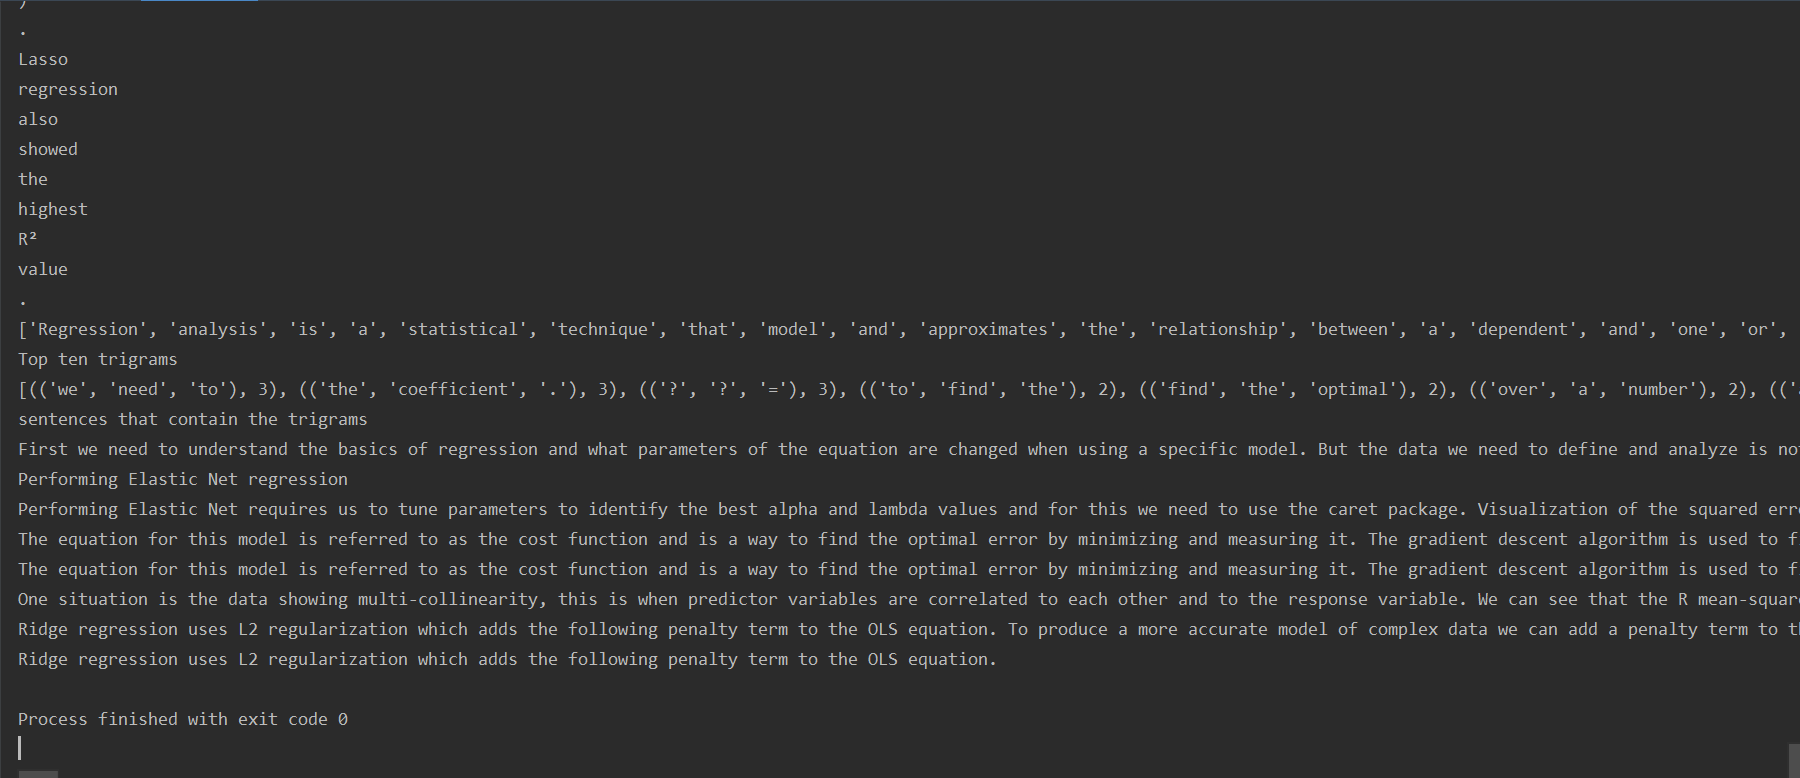 .
Lasso
regression
also
showed
the
highest
R²
value
.
['Regression', 'analysis', 'is', 'a', 'statistical', 'technique', 'that', 'model', 'and', 'approximates', 'the', 'relationship', 'between', 'a', 'dependent', 'and', 'one', 'or',
Top ten trigrams
[(('we', 'need', 'to'), 3), (('the', 'coefficient', '.'), 3), (('?', '?', '='), 3), (('to', 'find', 'the'), 2), (('find', 'the', 'optimal'), 2), (('over', 'a', 'number'), 2), (('
sentences that contain the trigrams
First we need to understand the basics of regression and what parameters of the equation are changed when using a specific model. But the data we need to define and analyze is
Performing Elastic Net regression
Performing Elastic Net requires us to tune parameters to identify the best alpha and lambda values and for this we need to use the caret package. Visualization of the squared
The equation for this model is referred to as the cost function and is a way to find the optimal error by minimizing and measuring it. The gradient descent algorithm is used to
The equation for this model is referred to as the cost function and is a way to find the optimal error by minimizing and measuring it. The gradient descent algorithm is used to
One situation is the data showing multi-collinearity, this is when predictor variables are correlated to each other and to the response variable. We can see that the R
Ridge regression uses L2 regularization which adds the following penalty term to the OLS equation. To produce a more accurate model of complex data we can add a penalty term to
Ridge regression uses L2 regularization which adds the following penalty term to the OLS equation.
Process finished with exit code 0